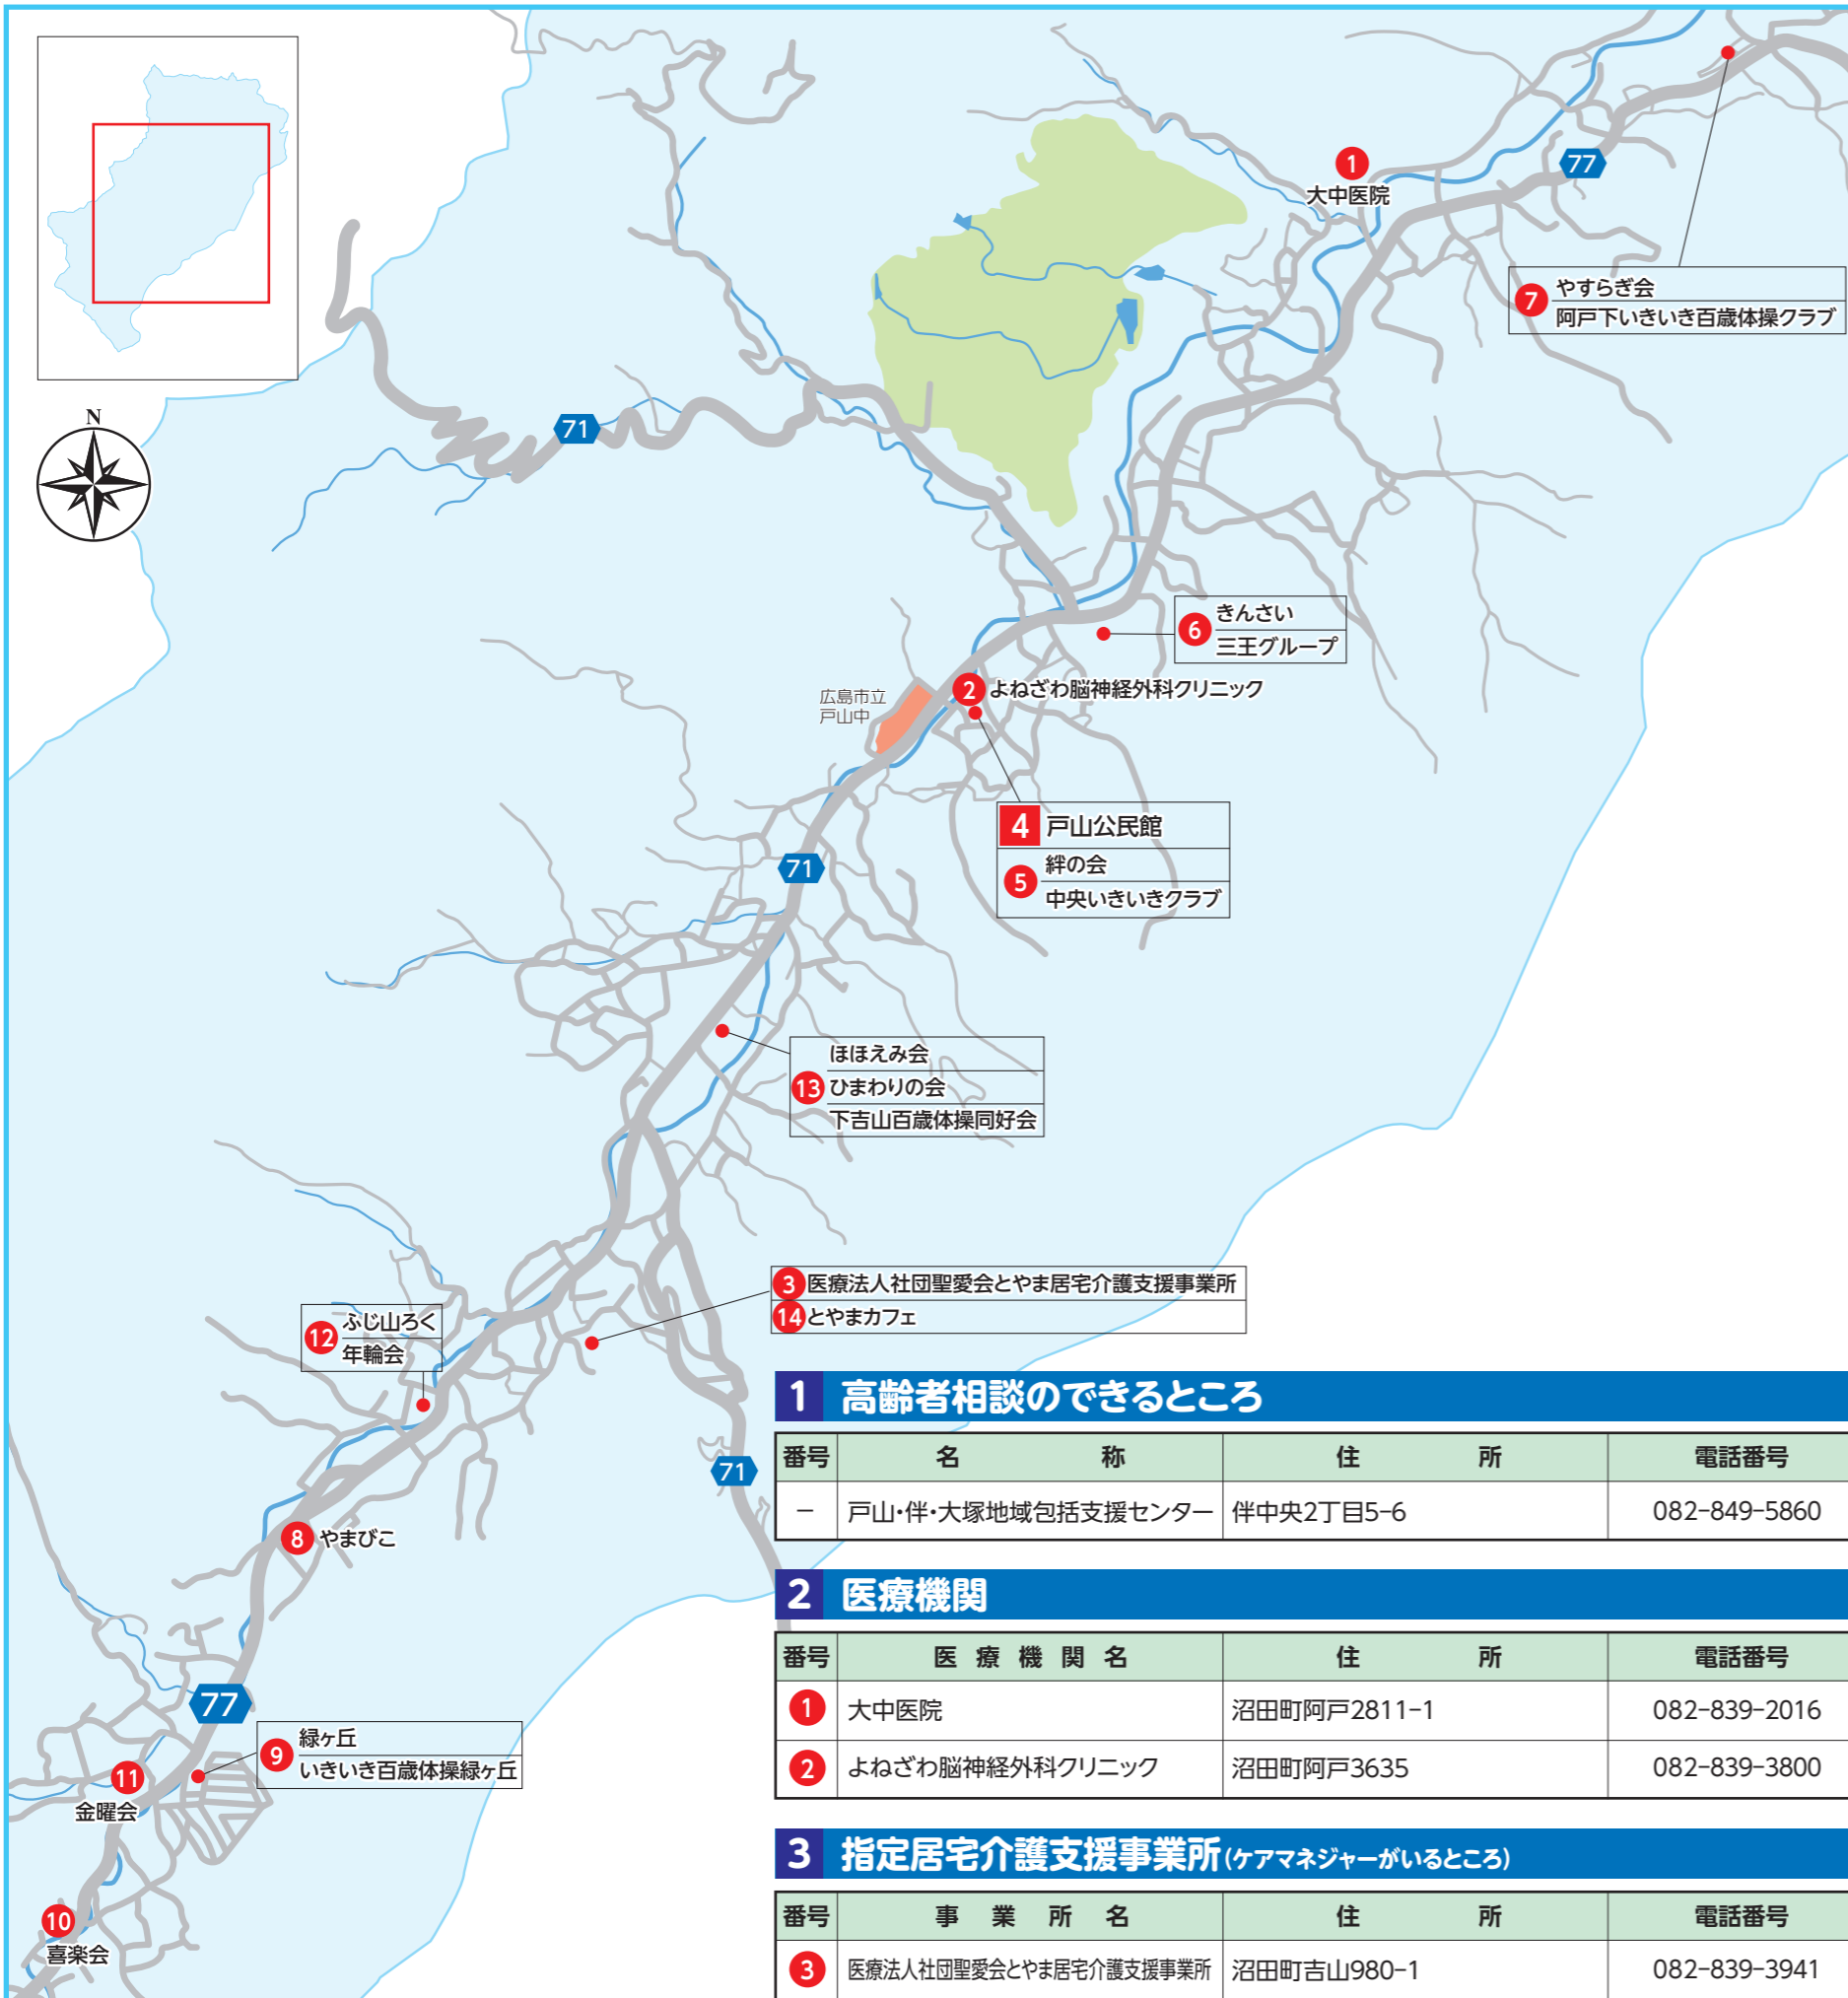 N
1
大中医院
77
7
やすらぎ会
阿戸下いきいき百歳体操クラブ
71
6
きんさい
三王グループ
広島市立
戸山中
2 よねざわ脳神経外科クリニック
4 戸山公民館
5
絆の会
中央いきいきクラブ
71
13
ほほえみ会
ひまわりの会
下吉山百歳体操同好会
3 医療法人社団聖愛会とやま居宅介護支援事業所
14 とやまカフェ
12
ふじ山ろく
年輪会
71
8 やまびこ
77
9
緑ヶ丘
いきいき百歳体操緑ヶ丘
11
金曜会
10
喜楽会
1 高齢者相談のできるところ
番号 名称 住所 電話番号
− 戸山・伴・大塚地域包括支援センター 伴中央2丁目5−6 082−849−5860
2 医療機関
番号 医療機関名 住所 電話番号
1 大中医院 沼田町阿戸2811−1 082−839−2016
2 よねざわ脳神経外科クリニック 沼田町阿戸3635 082−839−3800
3 指定居宅介護支援事業所(ケアマネジャーがいるところ)
番号 事業所名 住所 電話番号
3 医療法人社団聖愛会とやま居宅介護支援事業所 沼田町吉山980−1 082−839−3941